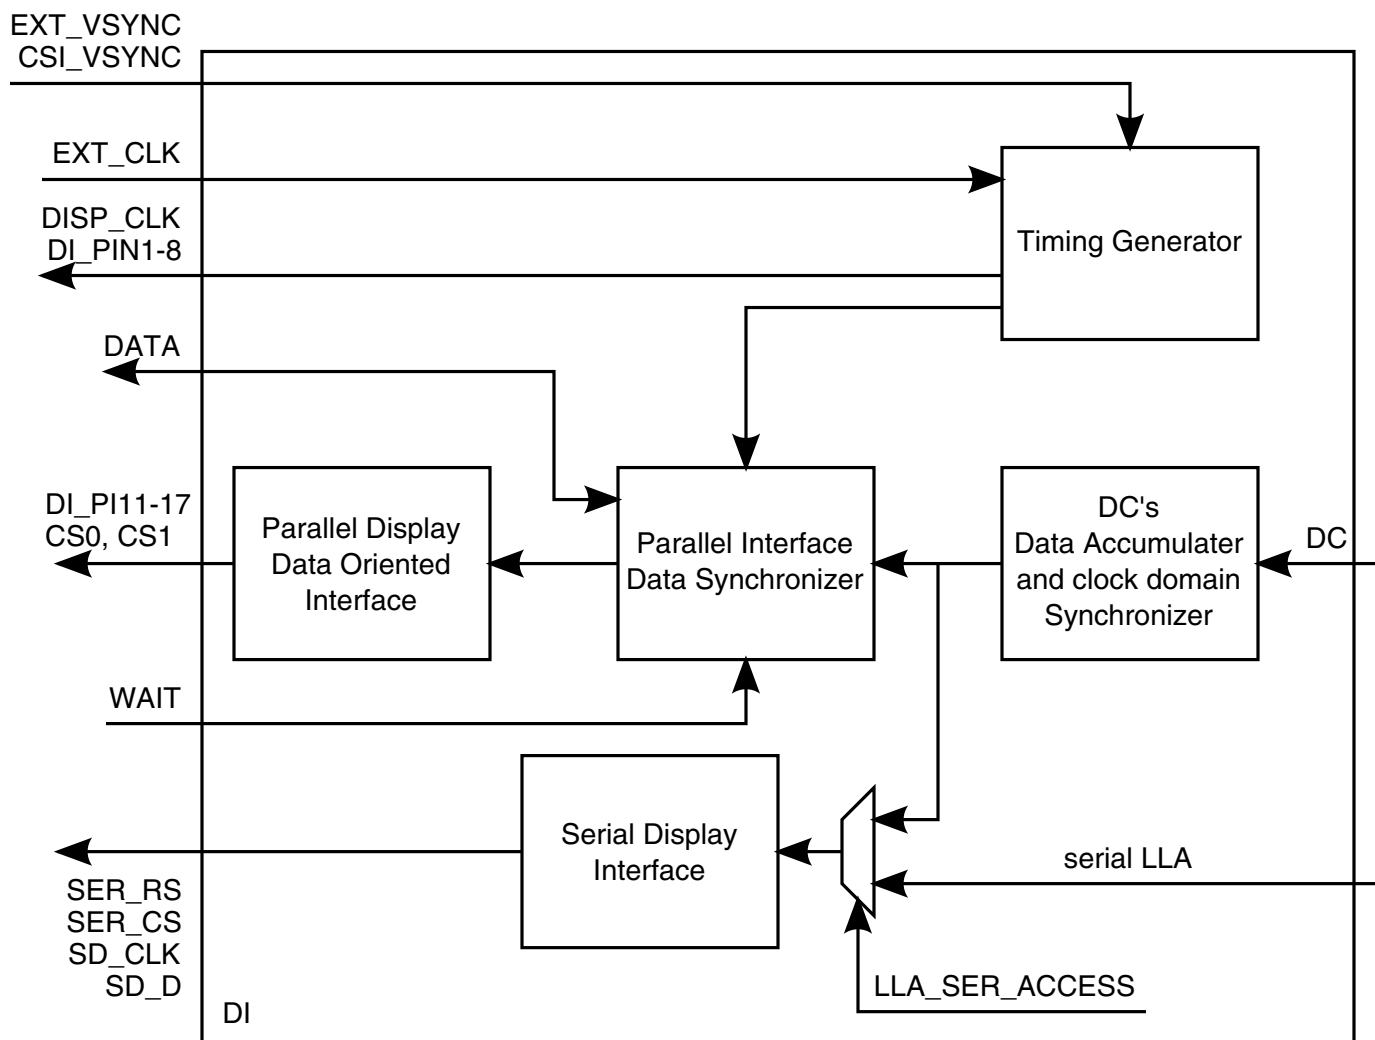 EXT_VSYNC
CSI_VSYNC
EXT_CLK
DISP_CLK
DI_PIN1-8
Timing Generator
DATA
DI_PI11-17
CS0, CS1
Parallel Display
Data Oriented
Interface
Parallel Interface
Data Synchronizer
DC's
Data Accumulater
and clock domain
Synchronizer
DC
WAIT
Serial Display
Interface
serial LLA
SER_RS
SER_CS
SD_CLK
SD_D
LLA_SER_ACCESS
DI